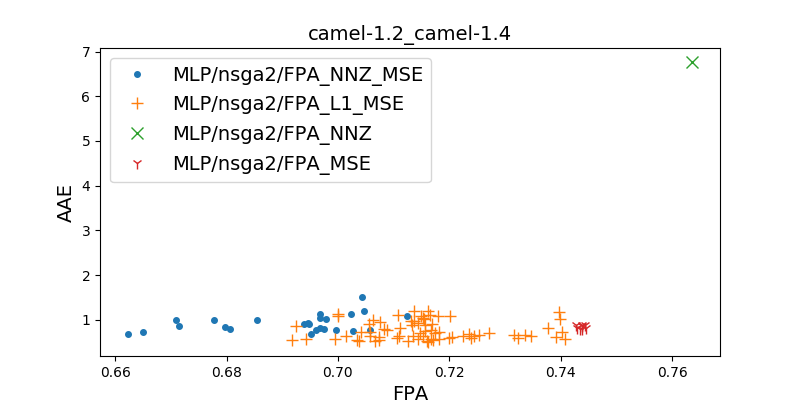 camel-1.2_camel-1.4
7
6
5
4
3
2
1
AAE
MLP/nsga2/FPA_NNZ_MSE
MLP/nsga2/FPA_L1_MSE
MLP/nsga2/FPA_NNZ
MLP/nsga2/FPA_MSE
0.66 0.68 0.70 0.72 0.74 0.76
FPA